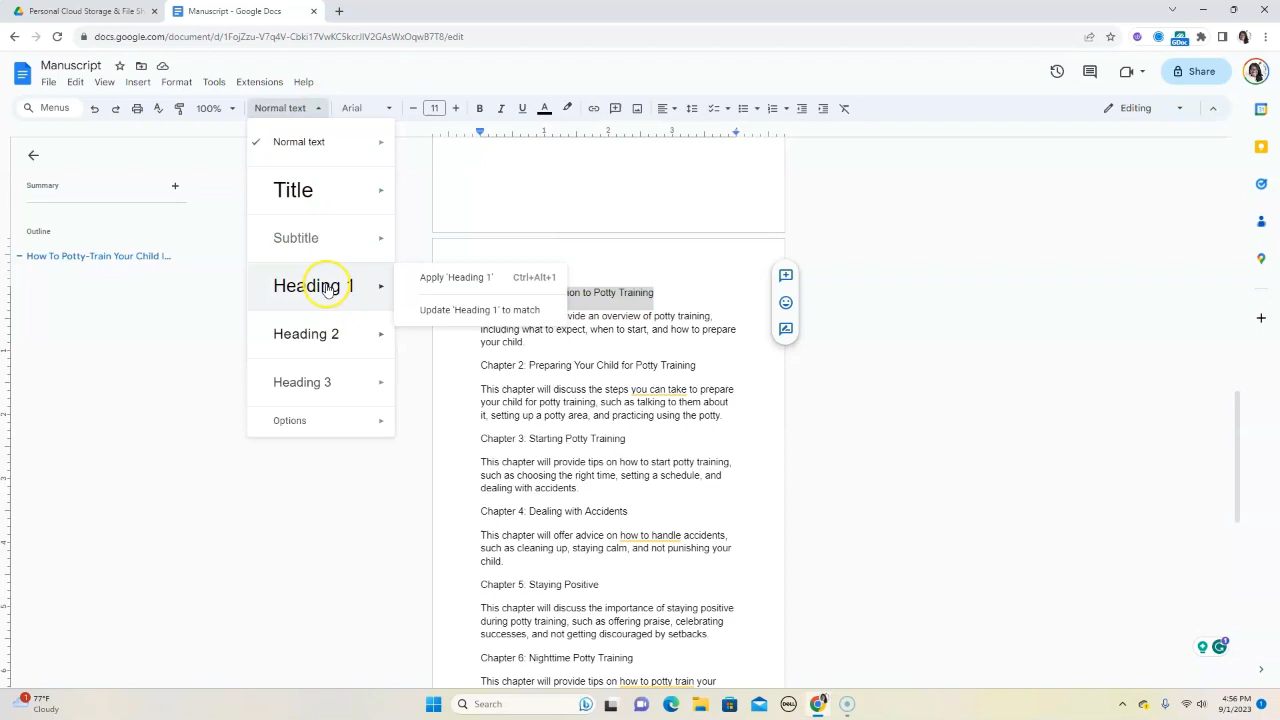 Personal Cloud Storage & File Sh
Manuscript - Google Docs
docs.google.com/document/d/1FojZzu-V7q4V-Cbki17VwKC5kcrJIV2GAsWxOqwB7T8/edit
Manuscript
File Edit View Insert Format Tools Extensions Help
Share
Menus
100%
Normal text
Arial
11
Editing
1 2 3
Normal text
Title
Subtitle
Heading 1
Apply 'Heading 1' Ctrl+Alt+1
Update 'Heading 1' to match
Heading 2
Heading 3
Options
Summary
Outline
How To Potty-Train Your Child I...
ion to Potty Training
vide an overview of potty training,
including what to expect, when to start, and how to prepare
your child.
Chapter 2: Preparing Your Child for Potty Training
This chapter will discuss the steps you can take to prepare
your child for potty training, such as talking to them about
it, setting up a potty area, and practicing using the potty.
Chapter 3: Starting Potty Training
This chapter will provide tips on how to start potty training,
such as choosing the right time, setting a schedule, and
dealing with accidents.
Chapter 4: Dealing with Accidents
This chapter will offer advice on how to handle accidents,
such as cleaning up, staying calm, and not punishing your
child.
Chapter 5: Staying Positive
This chapter will discuss the importance of staying positive
during potty training, such as offering praise, celebrating
successes, and not getting discouraged by setbacks.
Chapter 6: Nighttime Potty Training
This chapter will provide tips on how to potty train your
77°F
Cloudy
Search
4:56 PM
9/1/2023